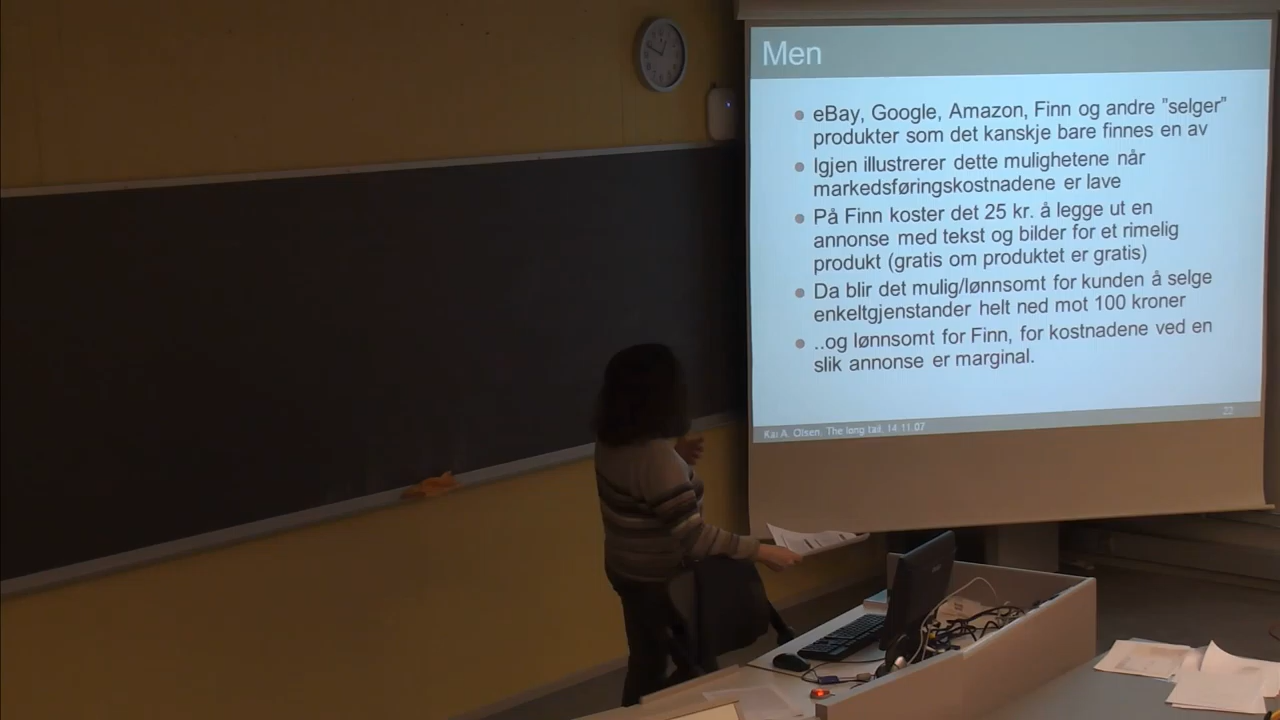 Men
eBay, Google, Amazon, Finn og andre "selger"
produkter som det kanskje bare finnes en av
Igjen illustrerer dette mulighetene når
markedsføringskostnadene er lave
På Finn koster det 25 kr. å legge ut en
annonse med tekst og bilder for et rimelig
produkt (gratis om produktet er gratis)
Da blir det mulig/lønnsomt for kunden å selge
enkeltgjenstander helt ned mot 100 kroner
..og lønnsomt for Finn, for kostnadene ved en
slik annonse er marginal.
22
Kai A. Olsen, The long tail, 14.11.07